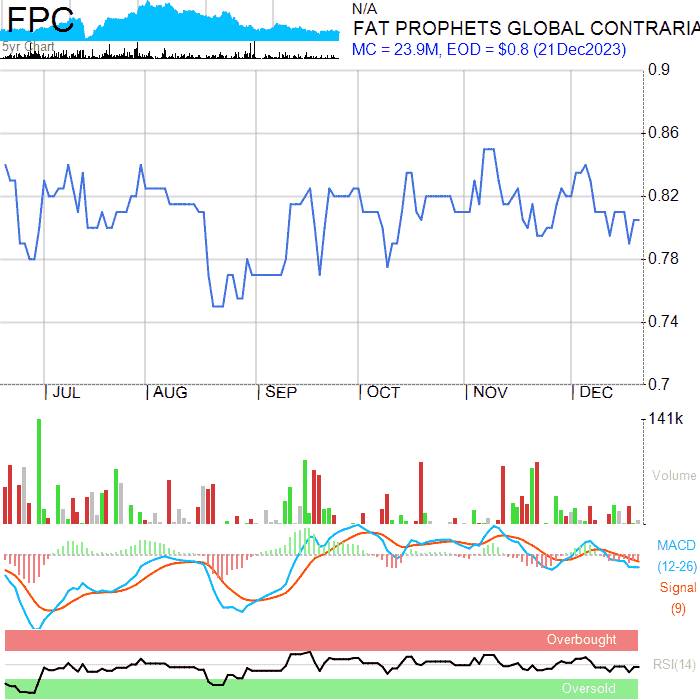 FPC
5yr Chart
N/A
FAT PROPHETS GLOBAL CONTRARIA
MC = 23.9M, EOD = $0.8 (21Dec2023)
0.9
0.86
0.82
0.78
0.74
0.7
JUL AUG SEP OCT NOV DEC
141k
Volume
MACD
(12-26)
Signal
(9)
Overbought
RSI(14)
Oversold